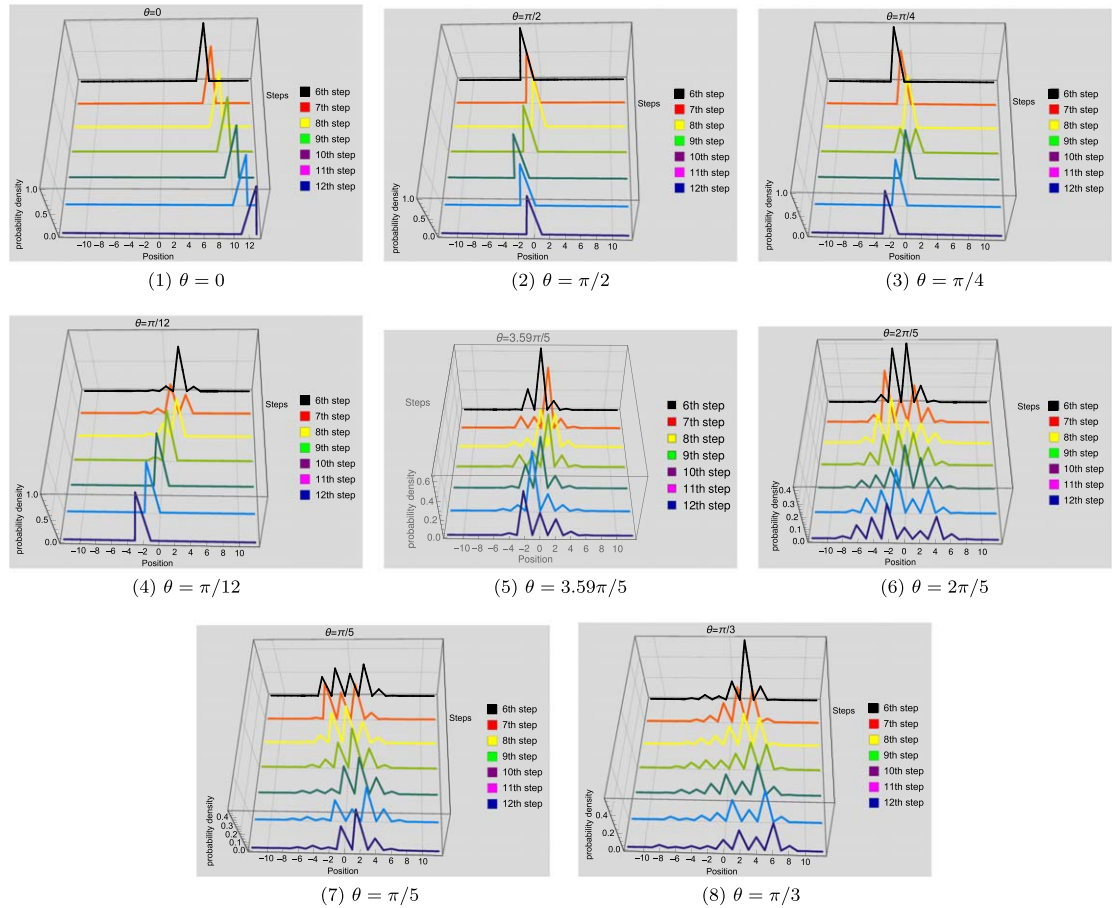 θ=0
Steps
6th step
7th step
8th step
9th step
10th step
11th step
12th step
probability density
1.0
0.5
0.0
−10 −8 −6 −4 −2 0 2 4 6 8 10 12
Position
(1) θ = 0
θ=π/2
Steps
6th step
7th step
8th step
9th step
10th step
11th step
12th step
probability density
1.0
0.5
0.0
−10 −8 −6 −4 −2 0 2 4 6 8 10
Position
(2) θ = π/2
θ=π/4
Steps
6th step
7th step
8th step
9th step
10th step
11th step
12th step
probability density
1.0
0.5
0.0
−10 −8 −6 −4 −2 0 2 4 6 8 10
Position
(3) θ = π/4
θ=π/12
Steps
6th step
7th step
8th step
9th step
10th step
11th step
12th step
probability density
1.0
0.5
0.0
−10 −8 −6 −4 −2 0 2 4 6 8 10
Position
(4) θ = π/12
θ=3.59π/5
Steps
6th step
7th step
8th step
9th step
10th step
11th step
12th step
probability density
0.6
0.4
0.2
0.0
−10 −8 −6 −4 −2 0 2 4 6 8 10
Position
(5) θ = 3.59π/5
θ=2π/5
Steps
6th step
7th step
8th step
9th step
10th step
11th step
12th step
probability density
0.4
0.3
0.2
0.1
0.0
−10 −8 −6 −4 −2 0 2 4 6 8 10
Position
(6) θ = 2π/5
θ=π/5
Steps
6th step
7th step
8th step
9th step
10th step
11th step
12th step
probability density
0.4
0.3
0.2
0.1
0.0
−10 −8 −6 −4 −2 0 2 4 6 8 10
Position
(7) θ = π/5
θ=π/3
Steps
6th step
7th step
8th step
9th step
10th step
11th step
12th step
probability density
0.4
0.2
0.0
−10 −8 −6 −4 −2 0 2 4 6 8 10
Position
(8) θ = π/3